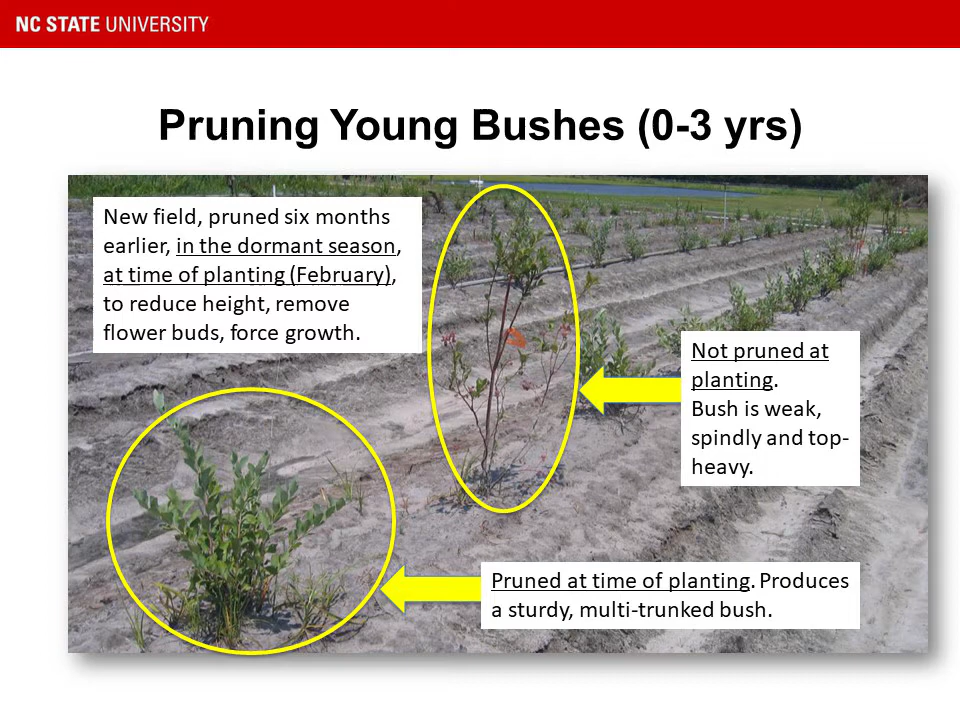 NC STATE UNIVERSITY
Pruning Young Bushes (0-3 yrs)
New field, pruned six months
earlier, in the dormant season,
at time of planting (February),
to reduce height, remove
flower buds, force growth.
Not pruned at
planting.
Bush is weak,
spindly and top-
heavy.
Pruned at time of planting. Produces
a sturdy, multi-trunked bush.